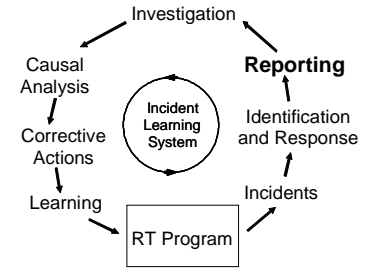 Investigation
Reporting
Causal
Analysis
Incident
Learning
System
Identification
and Response
Corrective
Actions
Incidents
Learning
RT Program